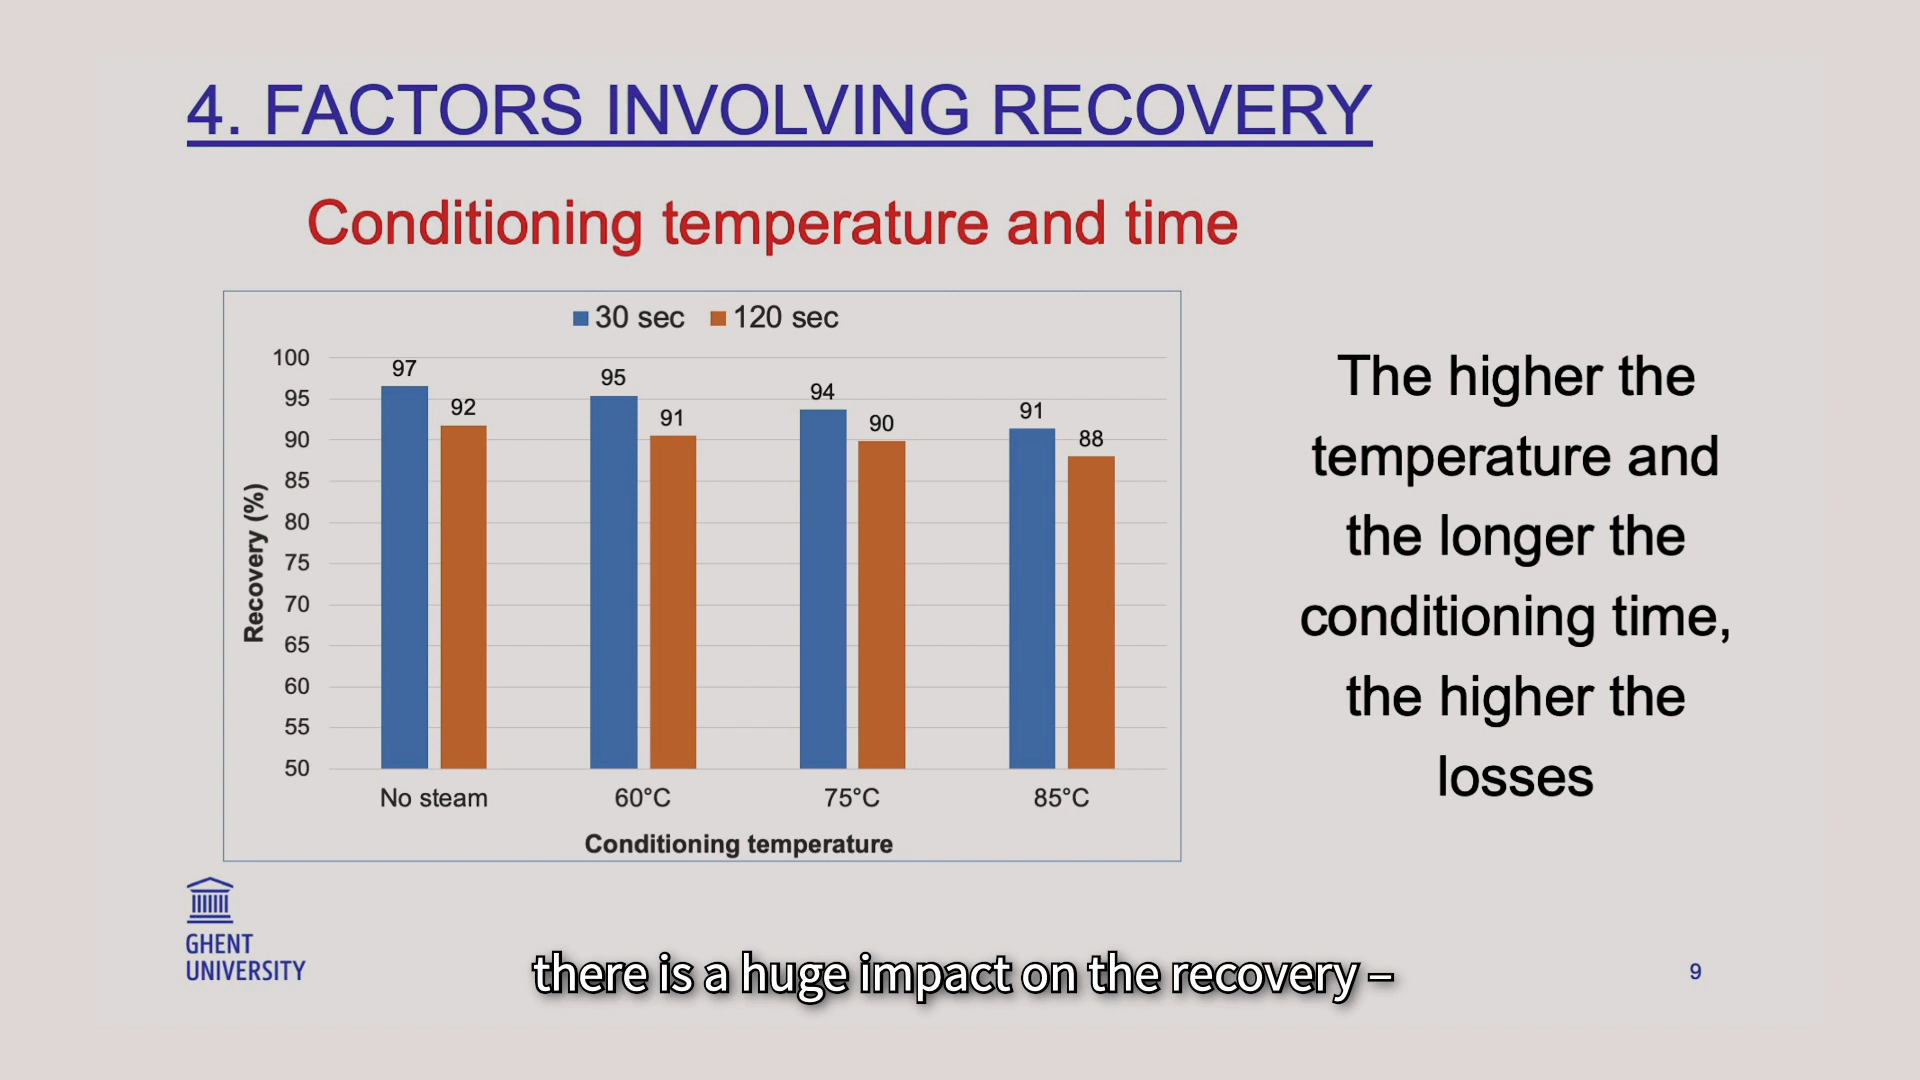 4. FACTORS INVOLVING RECOVERY
Conditioning temperature and time
30 sec 120 sec
100
95
90
85
80
75
70
65
60
55
50
Recovery (%)
97
92
95
91
94
90
91
88
No steam 60°C 75°C 85°C
Conditioning temperature
The higher the
temperature and
the longer the
conditioning time,
the higher the
losses
GHENT
UNIVERSITY
there is a huge impact on the recovery –
9